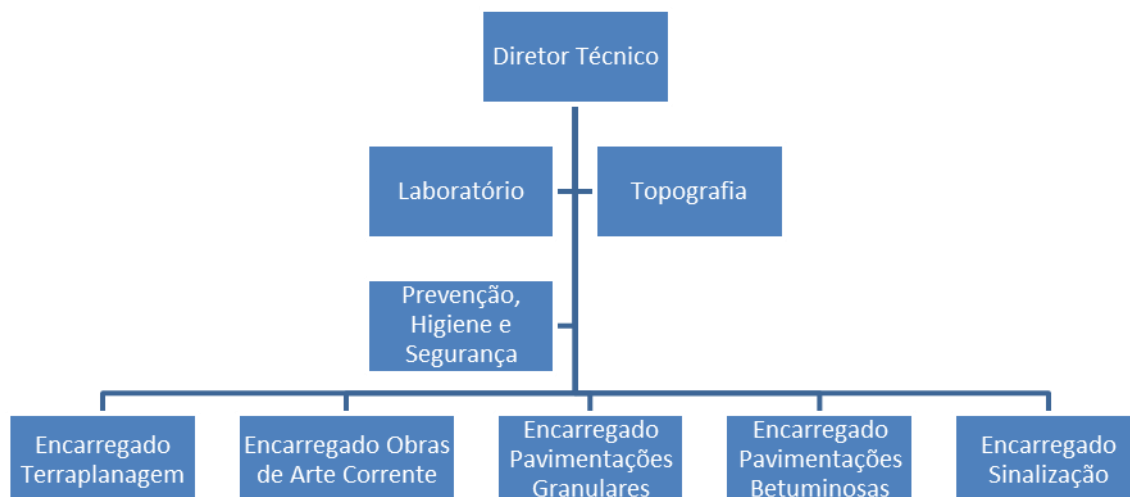 Diretor Técnico
Laboratório
Topografia
Prevenção,
Higiene e
Segurança
Encarregado
Terraplanagem
Encarregado Obras
de Arte Corrente
Encarregado
Pavimentações
Granulares
Encarregado
Pavimentações
Betuminosas
Encarregado
Sinalização